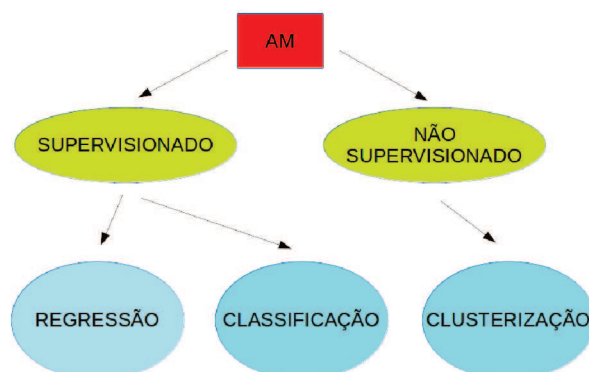 AM
SUPERVISIONADO
NÃO
SUPERVISIONADO
REGRESSÃO
CLASSIFICAÇÃO
CLUSTERIZAÇÃO